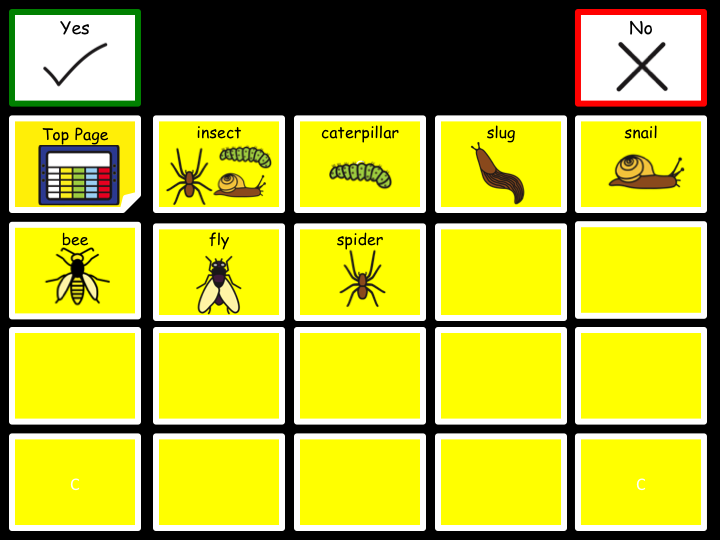 Yes
No
Top Page
insect
caterpillar
slug
snail
bee
fly
spider
C
C